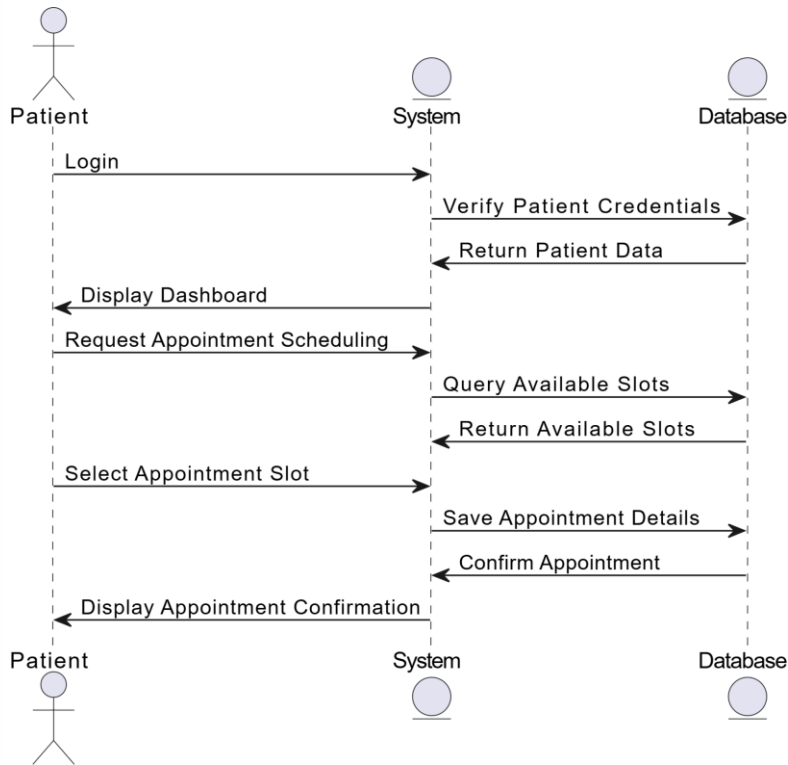 Patient
System
Database
Login
Verify Patient Credentials
Return Patient Data
Display Dashboard
Request Appointment Scheduling
Query Available Slots
Return Available Slots
Select Appointment Slot
Save Appointment Details
Confirm Appointment
Display Appointment Confirmation
Patient
System
Database